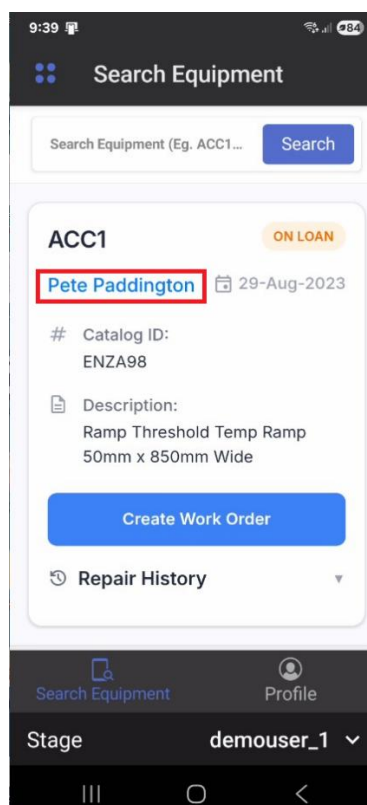 9:39 84
Search Equipment
Search Equipment (Eg. ACC1... Search
ACC1 ON LOAN
Pete Paddington 29-Aug-2023
# Catalog ID:
ENZA98
Description:
Ramp Threshold Temp Ramp
50mm x 850mm Wide
Create Work Order
Repair History
Search Equipment Profile
Stage demouser_1